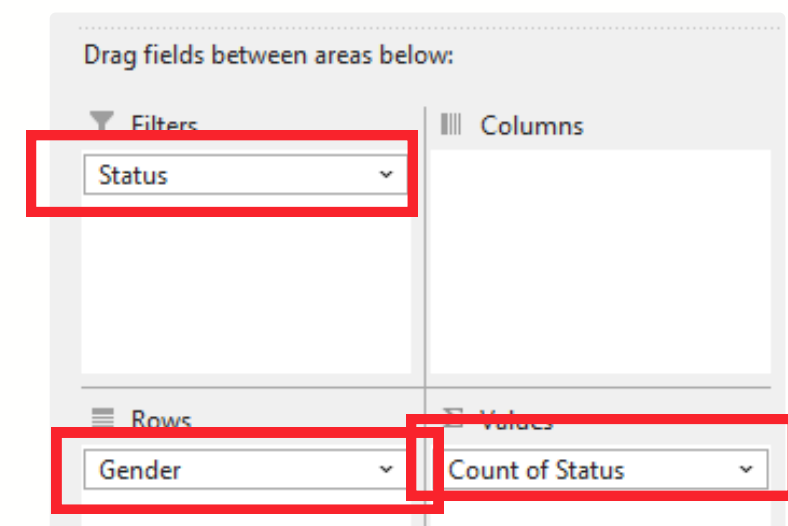 Drag fields between areas below:
Filters
Columns
Status
Rows
Values
Gender
Count of Status